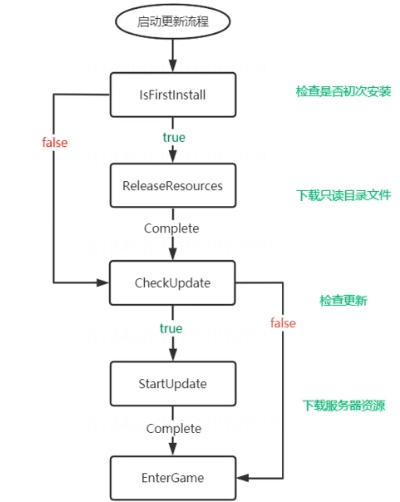 启动更新流程
IsFirstInstall
检查是否初次安装
false
true
ReleaseResources
下载只读目录文件
Complete
CheckUpdate
检查更新
true
false
StartUpdate
下载服务器资源
Complete
EnterGame